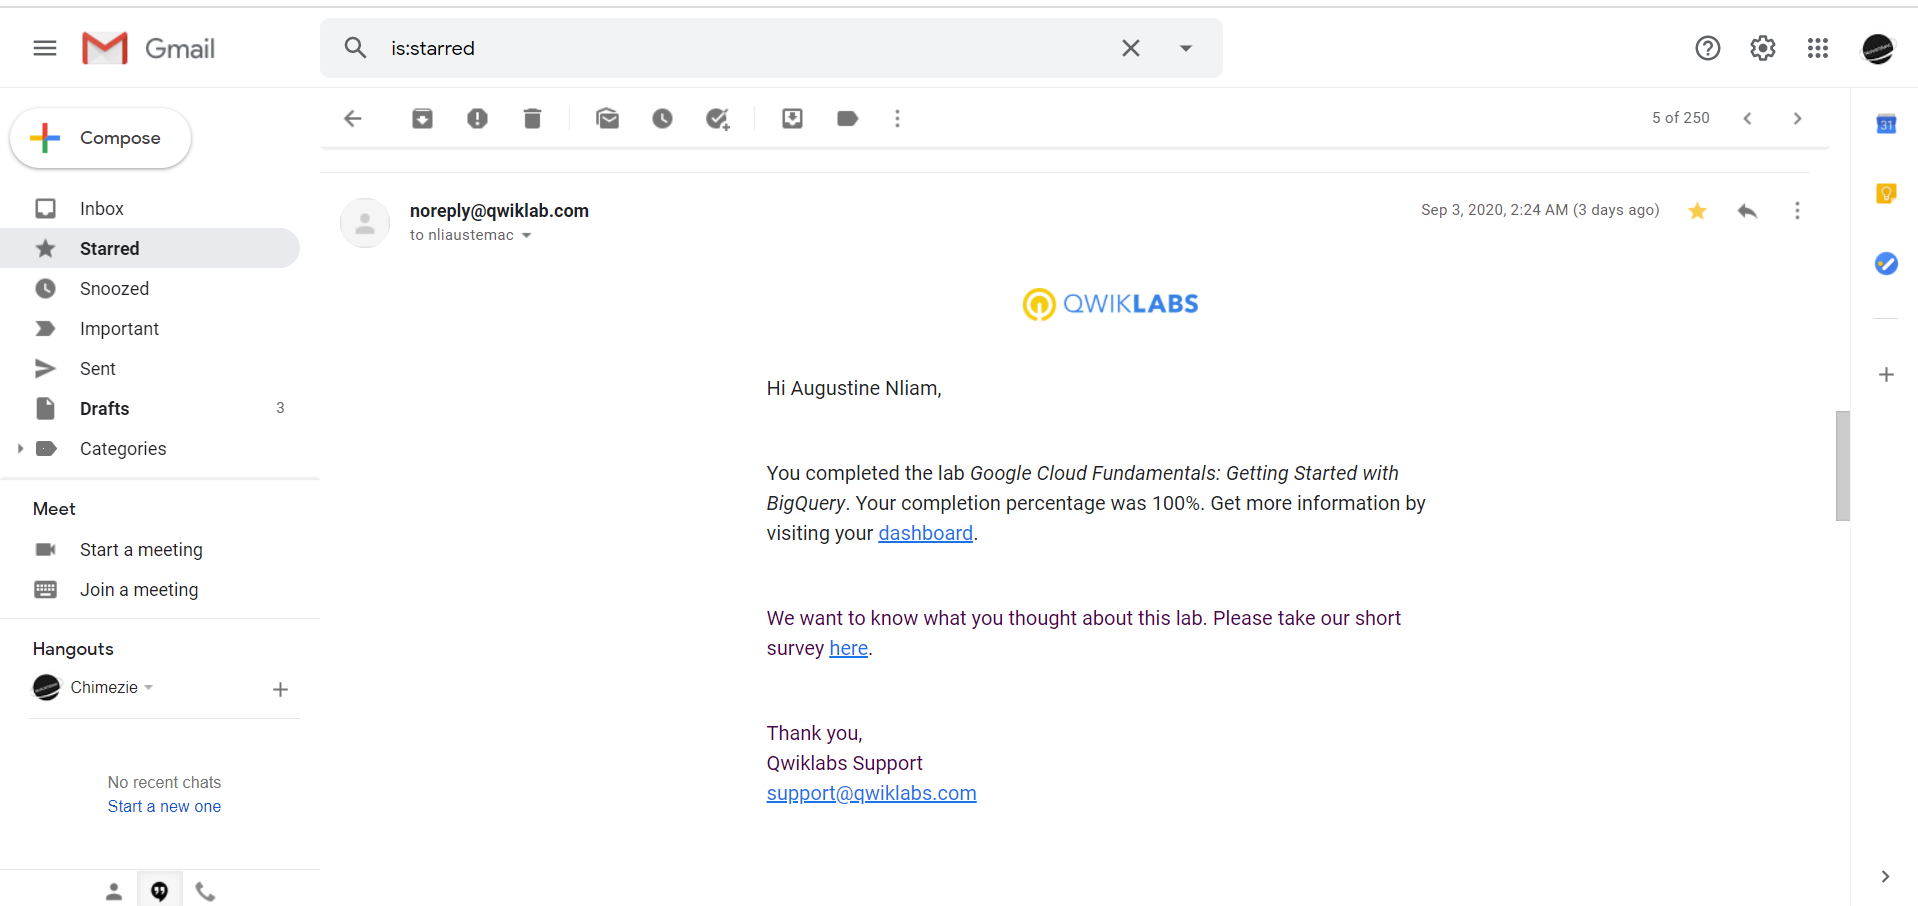 Gmail
is:starred
Compose
5 of 250
31
Inbox
Starred
Snoozed
Important
Sent
Drafts 3
Categories
Meet
Start a meeting
Join a meeting
Hangouts
Chimezie
No recent chats
Start a new one
noreply@qwiklab.com
Sep 3, 2020, 2:24 AM (3 days ago)
to nliaustemac
QWIKLABS
Hi Augustine Nliam,
You completed the lab Google Cloud Fundamentals: Getting Started with
BigQuery. Your completion percentage was 100%. Get more information by
visiting your dashboard.
We want to know what you thought about this lab. Please take our short
survey here.
Thank you,
Qwiklabs Support
support@qwiklabs.com